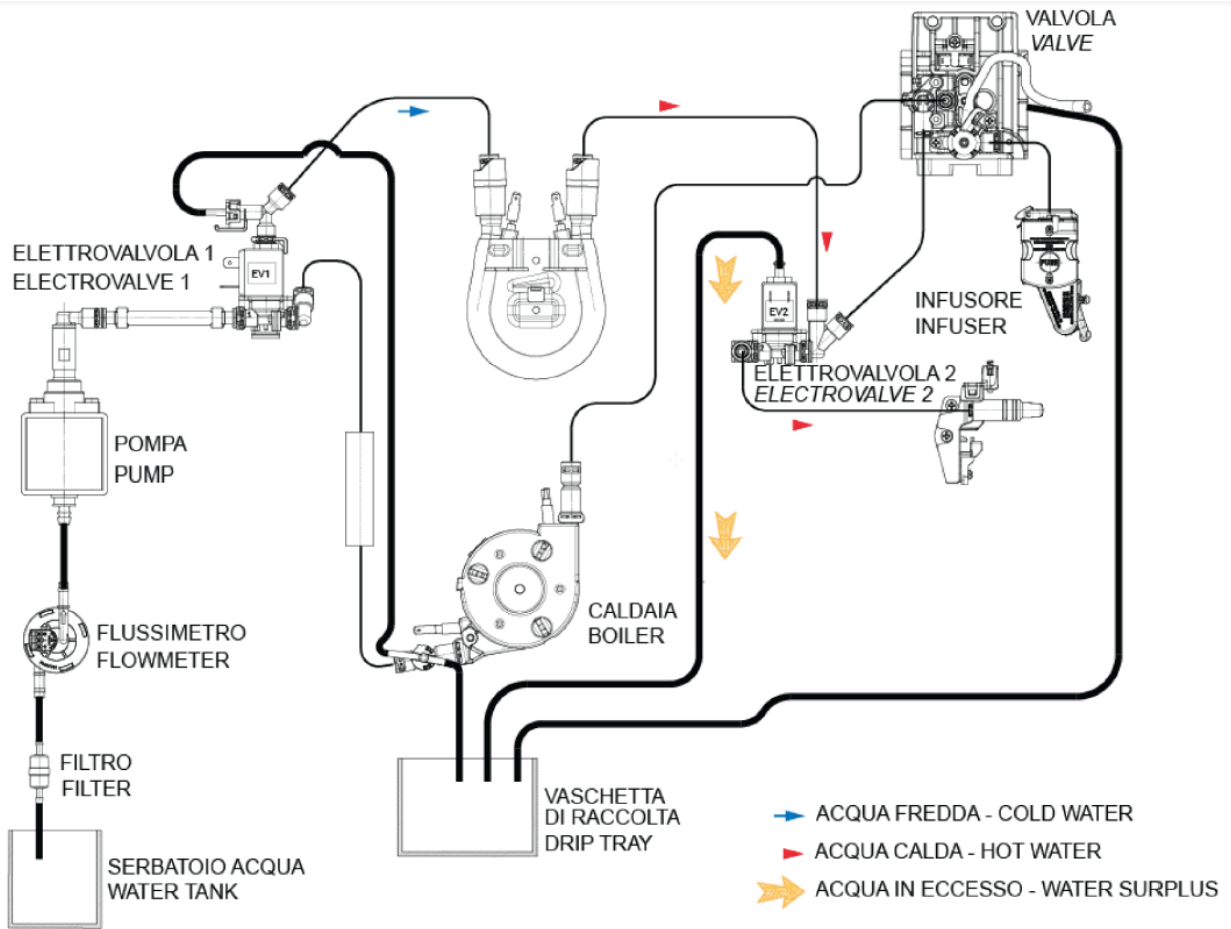 VALVOLA
VALVE
ELETTROVALVOLA 1
ELECTROVALVE 1
EV1
INFUSORE
INFUSER
EV2
ELETTROVALVOLA 2
ELECTROVALVE 2
POMPA
PUMP
CALDAIA
BOILER
FLUSSIMETRO
FLOWMETER
FILTRO
FILTER
VASCHETTA
DI RACCOLTA
DRIP TRAY
SERBATOIO ACQUA
WATER TANK
ACQUA FREDDA - COLD WATER
ACQUA CALDA - HOT WATER
ACQUA IN ECCESSO - WATER SURPLUS